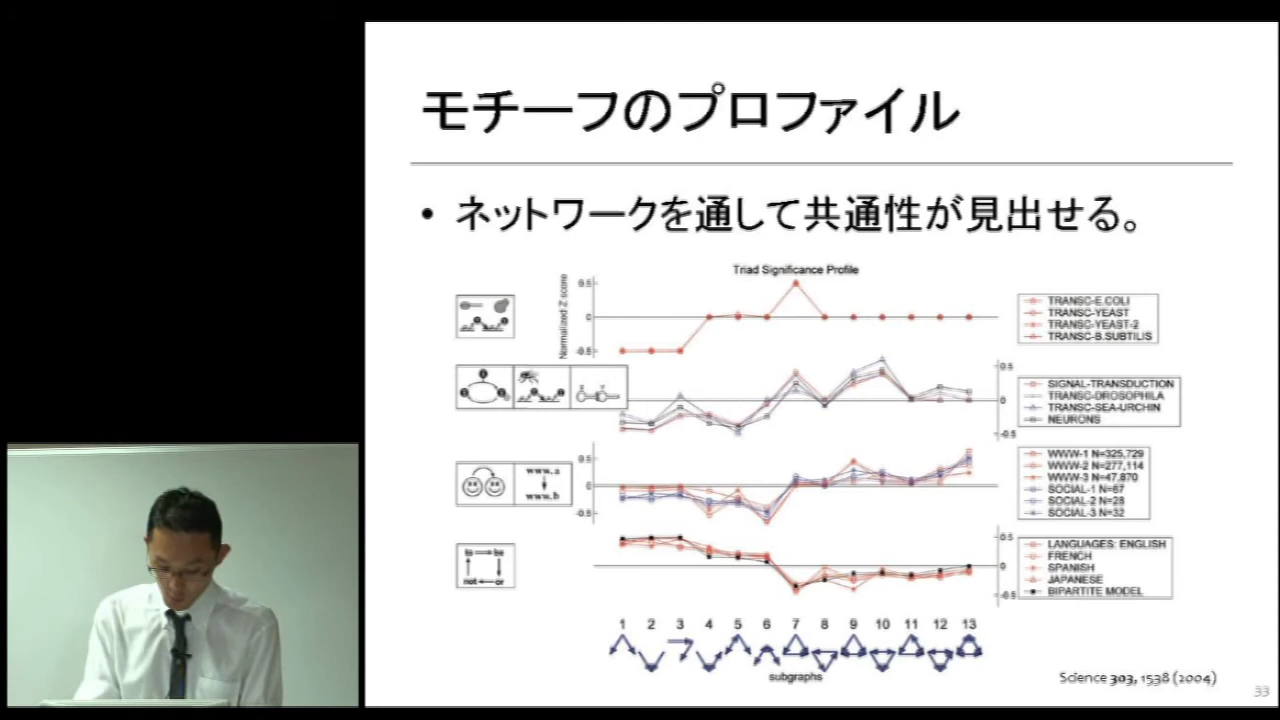 モチーフのプロファイル
• ネットワークを通して共通性が見出せる。
Triad Significance Profile
Normalized Z score
0.5
0
-0.5
TRANSC-E.COLI
TRANSC-YEAST
TRANSC-YEAST-2
TRANSC-B.SUBTILIS
0.5
0
-0.5
SIGNAL-TRANSDUCTION
TRANSC-DROSOPHILA
TRANSC-SEA-URCHIN
NEURONS
www.a
www.b
0.5
0
-0.5
WWW-1 N=325,729
WWW-2 N=277,114
WWW-3 N=47,870
SOCIAL-1 N=67
SOCIAL-2 N=28
SOCIAL-3 N=32
to be
not or
0.5
0
-0.5
LANGUAGES: ENGLISH
FRENCH
SPANISH
JAPANESE
BIPARTITE MODEL
1 2 3 4 5 6 7 8 9 10 11 12 13
subgraphs
Science 303, 1538 (2004)
33